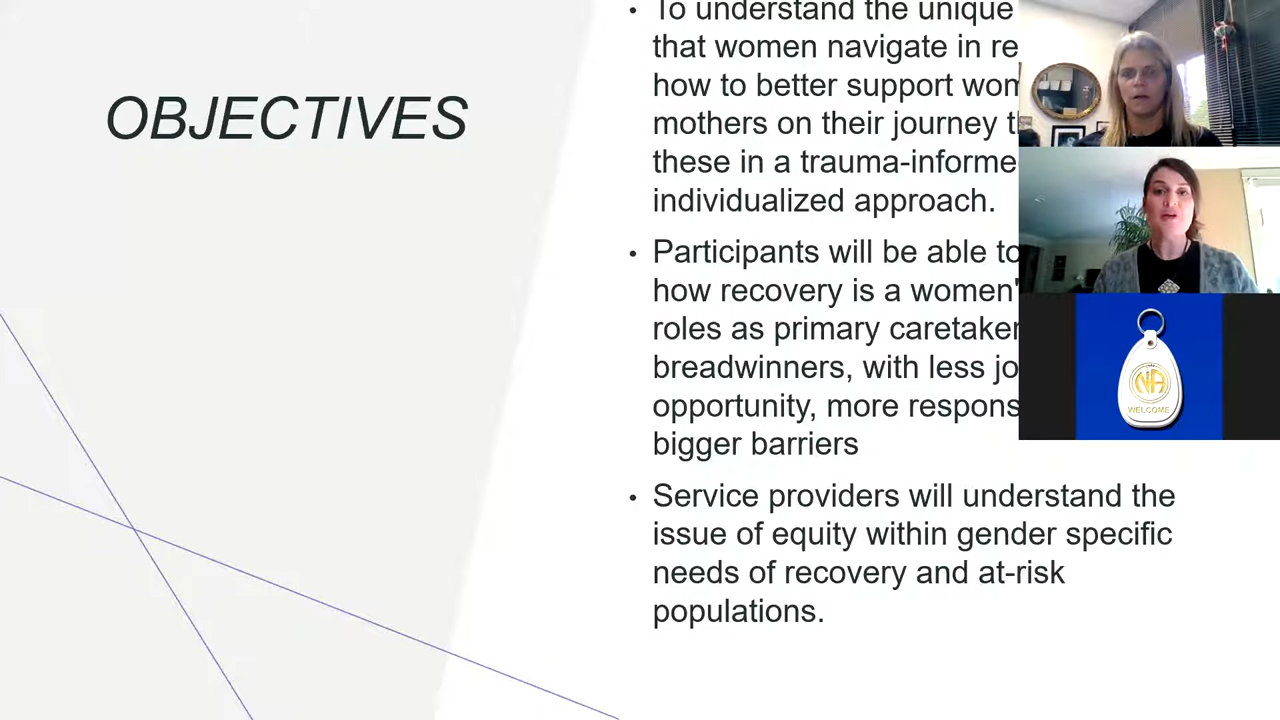 OBJECTIVES
• To understand the unique
that women navigate in re
how to better support wom
mothers on their journey t
these in a trauma-informe
individualized approach.
• Participants will be able to
how recovery is a women'
roles as primary caretaker
breadwinners, with less jo
opportunity, more respons
bigger barriers
• Service providers will understand the
issue of equity within gender specific
needs of recovery and at-risk
populations.
NA
WELCOME